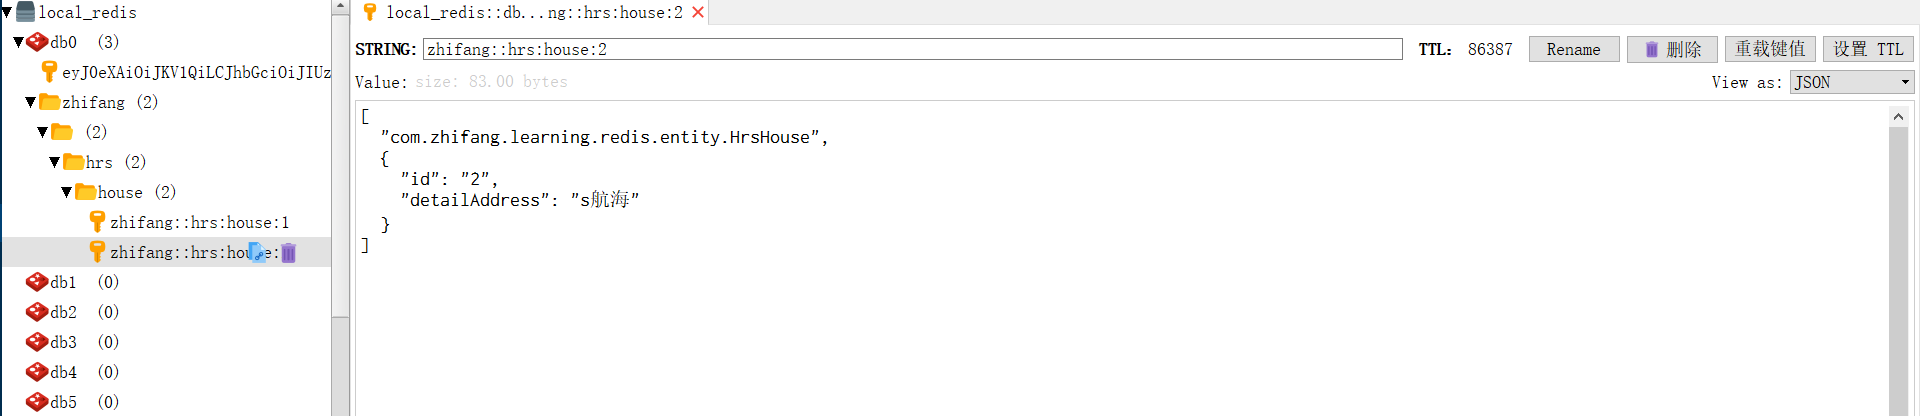 local_redis
db0 (3)
eyJ0eXAiOiJKV1QiLCJhbGciOiJIUz
zhifang (2)
(2)
hrs (2)
house (2)
zhifang::hrs:house:1
zhifang::hrs:house:
db1 (0)
db2 (0)
db3 (0)
db4 (0)
db5 (0)
local_redis::db...ng::hrs:house:2
STRING: zhifang::hrs:house:2 TTL: 86387 Rename 删除 重载键值 设置 TTL
Value: size: 83.00 bytes View as: JSON
[
"com.zhifang.learning.redis.entity.HrsHouse",
{
"id": "2",
"detailAddress": "s航海"
}
]